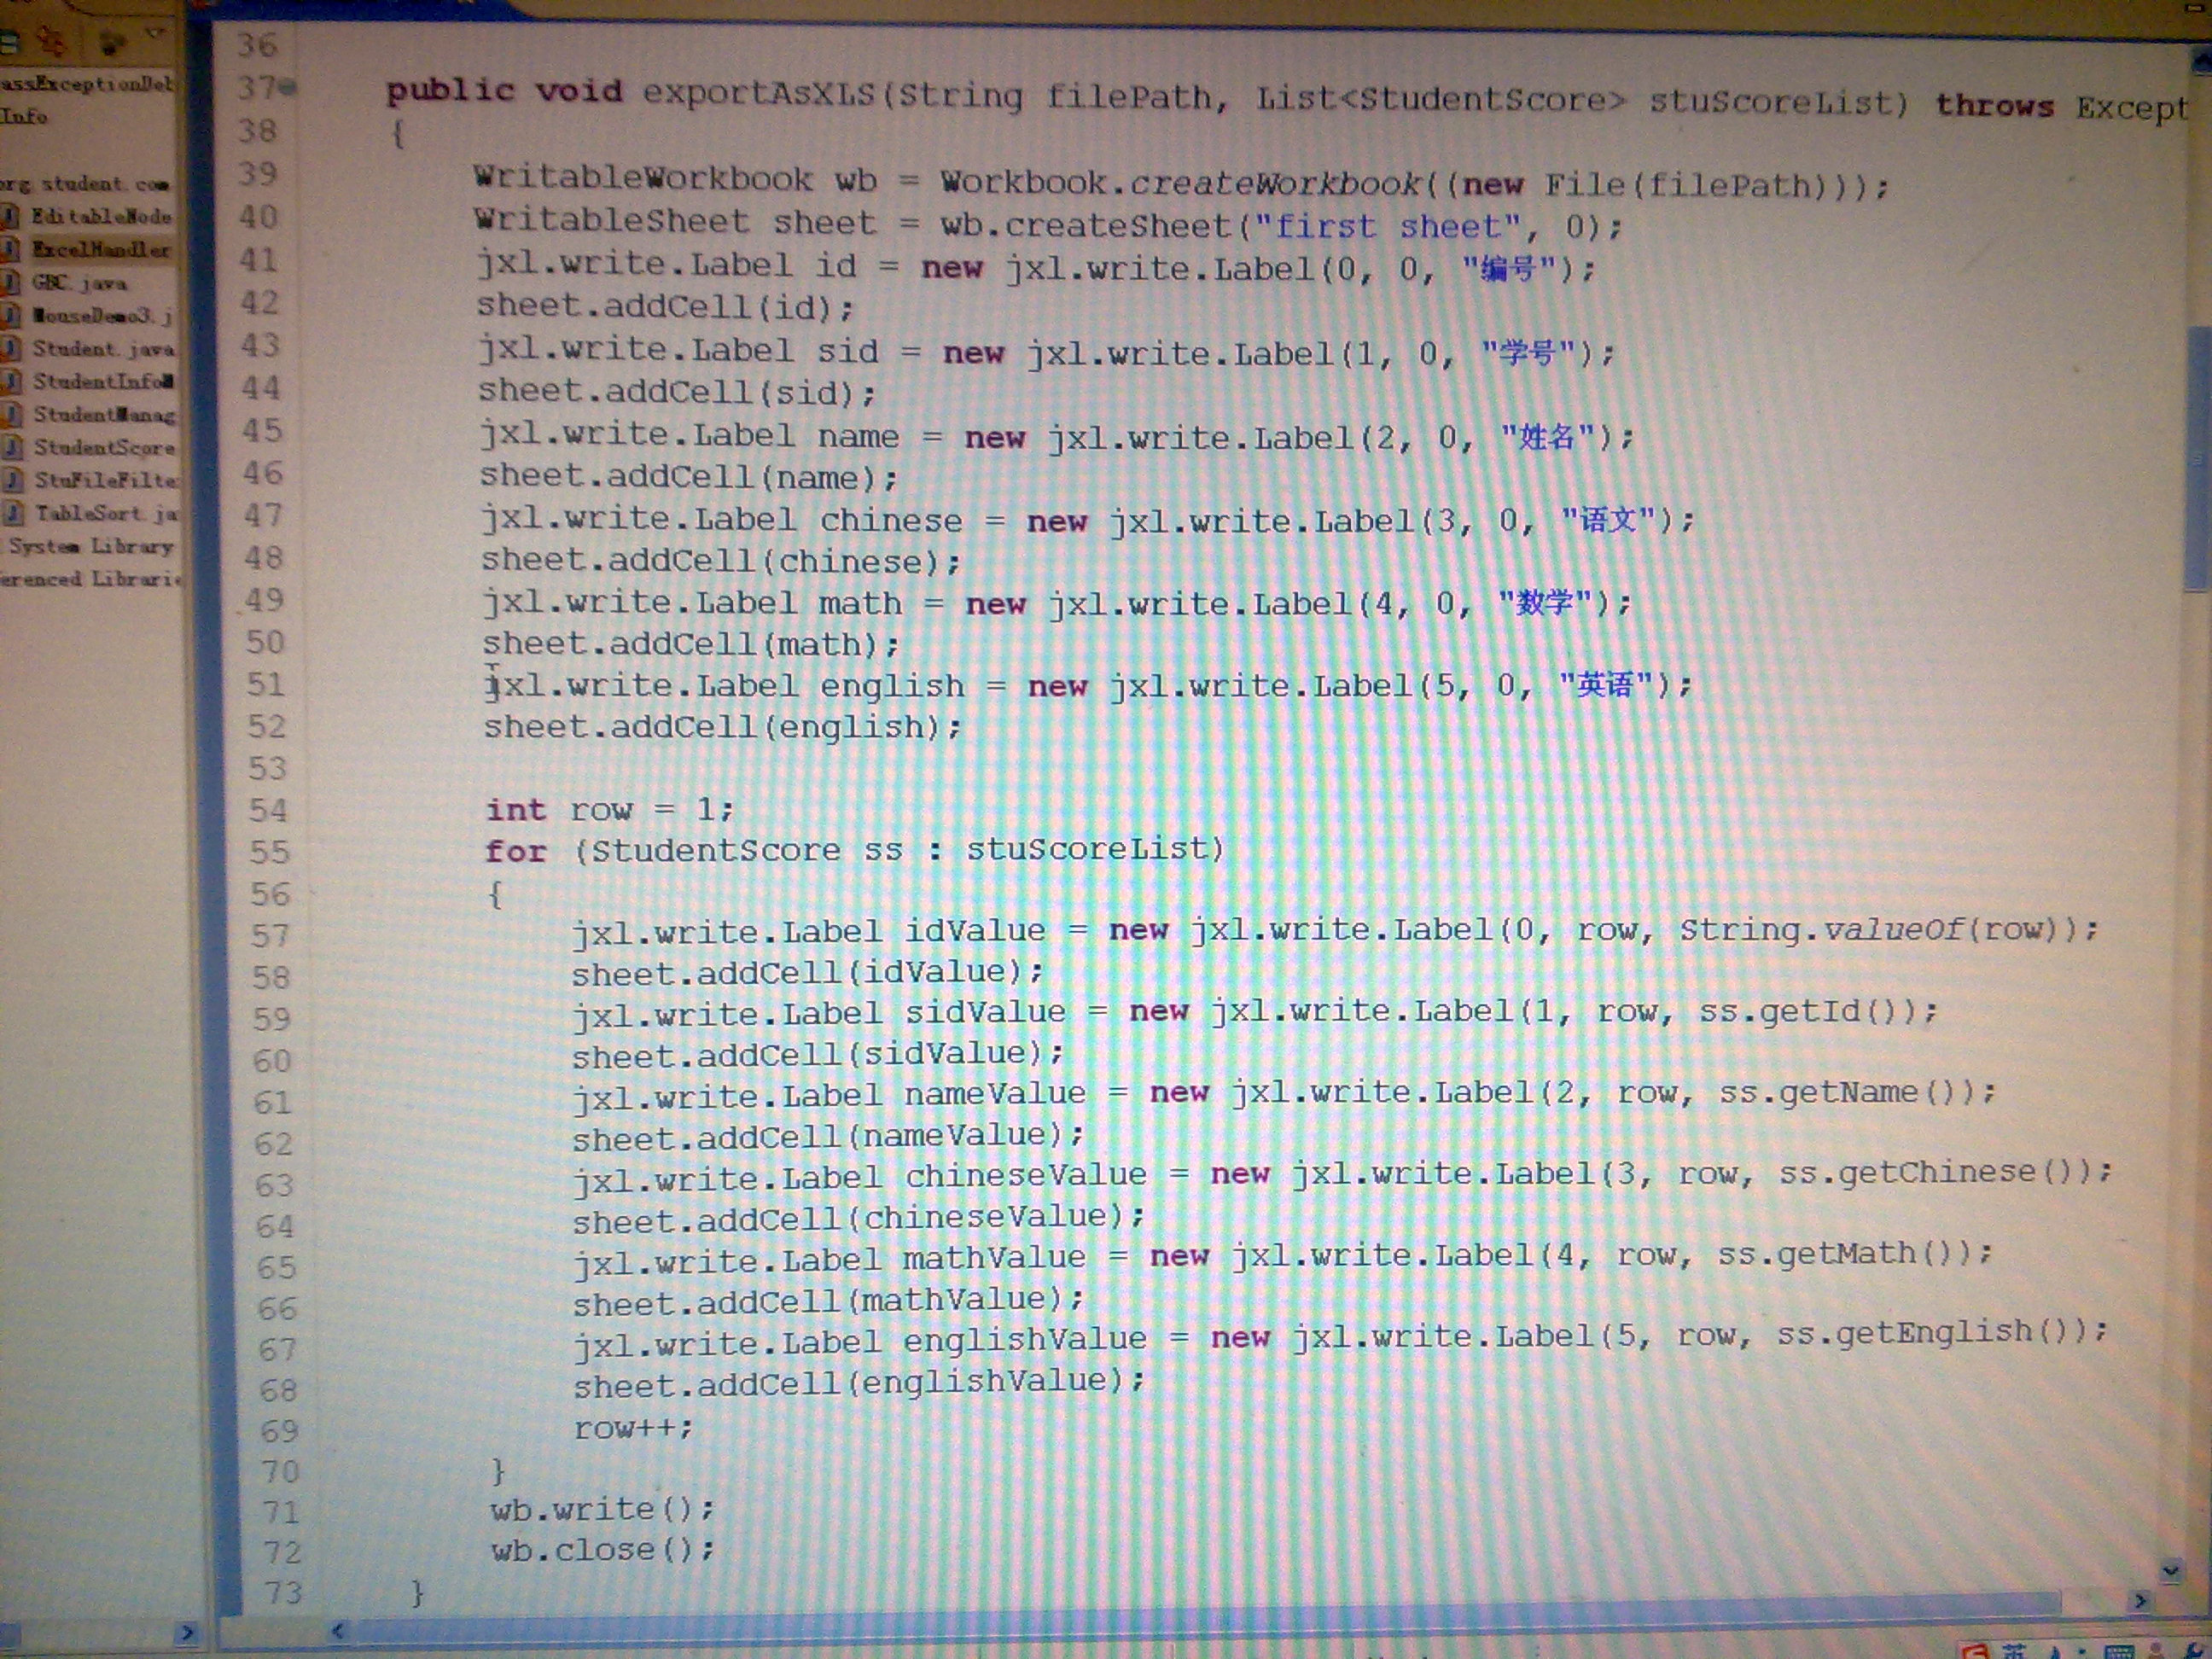 assExceptionDeb
Info
org.student.com
EditableNode
ExcelHandler
GBC.java
MouseDemo3.j
Student.java
StudentInfo
StudentManag
StudentScore
StuFileFilte
TableSort.ja
System Library
erenced Librari
36
37 public void exportAsXLS(String filePath, List<StudentScore> stuScoreList) throws Except
38 {
39 WritableWorkbook wb = Workbook.createWorkbook((new File(filePath)));
40 WritableSheet sheet = wb.createSheet("first sheet", 0);
41 jxl.write.Label id = new jxl.write.Label(0, 0, "编号");
42 sheet.addCell(id);
43 jxl.write.Label sid = new jxl.write.Label(1, 0, "学号");
44 sheet.addCell(sid);
45 jxl.write.Label name = new jxl.write.Label(2, 0, "姓名");
46 sheet.addCell(name);
47 jxl.write.Label chinese = new jxl.write.Label(3, 0, "语文");
48 sheet.addCell(chinese);
49 jxl.write.Label math = new jxl.write.Label(4, 0, "数学");
50 sheet.addCell(math);
51 jxl.write.Label english = new jxl.write.Label(5, 0, "英语");
52 sheet.addCell(english);
53
54 int row = 1;
55 for (StudentScore ss : stuScoreList)
56 {
57 jxl.write.Label idValue = new jxl.write.Label(0, row, String.valueOf(row));
58 sheet.addCell(idValue);
59 jxl.write.Label sidValue = new jxl.write.Label(1, row, ss.getId());
60 sheet.addCell(sidValue);
61 jxl.write.Label nameValue = new jxl.write.Label(2, row, ss.getName());
62 sheet.addCell(nameValue);
63 jxl.write.Label chineseValue = new jxl.write.Label(3, row, ss.getChinese());
64 sheet.addCell(chineseValue);
65 jxl.write.Label mathValue = new jxl.write.Label(4, row, ss.getMath());
66 sheet.addCell(mathValue);
67 jxl.write.Label englishValue = new jxl.write.Label(5, row, ss.getEnglish());
68 sheet.addCell(englishValue);
69 row++;
70 }
71 wb.write();
72 wb.close();
73 }
英